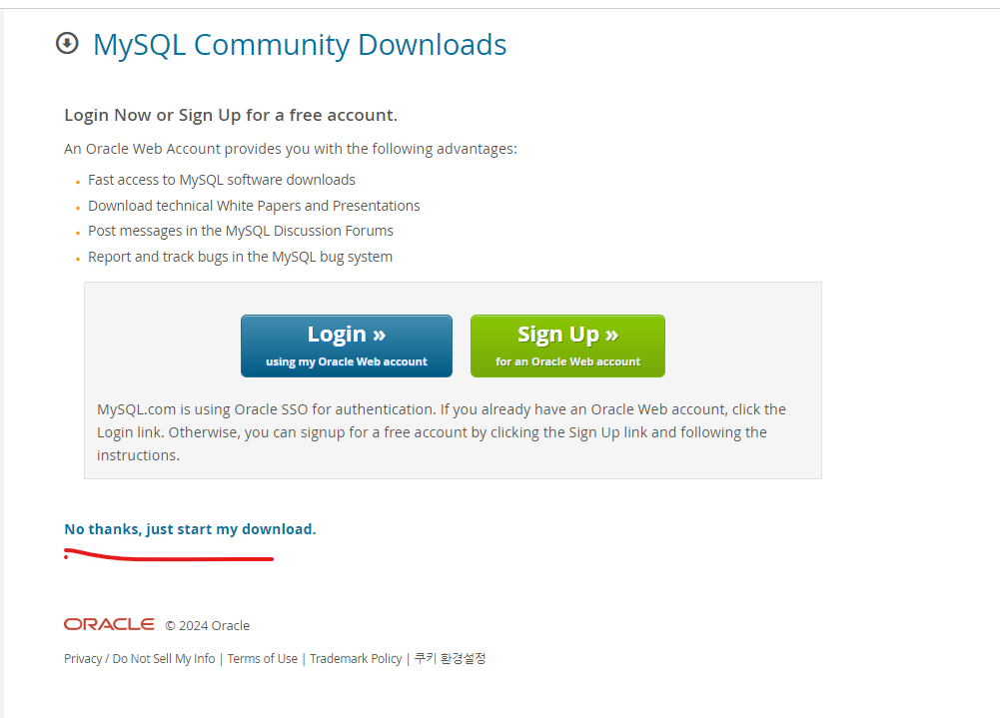 MySQL Community Downloads
Login Now or Sign Up for a free account.
An Oracle Web Account provides you with the following advantages:
Fast access to MySQL software downloads
Download technical White Papers and Presentations
Post messages in the MySQL Discussion Forums
Report and track bugs in the MySQL bug system
Login »
using my Oracle Web account
Sign Up »
for an Oracle Web account
MySQL.com is using Oracle SSO for authentication. If you already have an Oracle Web account, click the
Login link. Otherwise, you can signup for a free account by clicking the Sign Up link and following the
instructions.
No thanks, just start my download.
ORACLE © 2024 Oracle
Privacy / Do Not Sell My Info | Terms of Use | Trademark Policy | 쿠키 환경설정